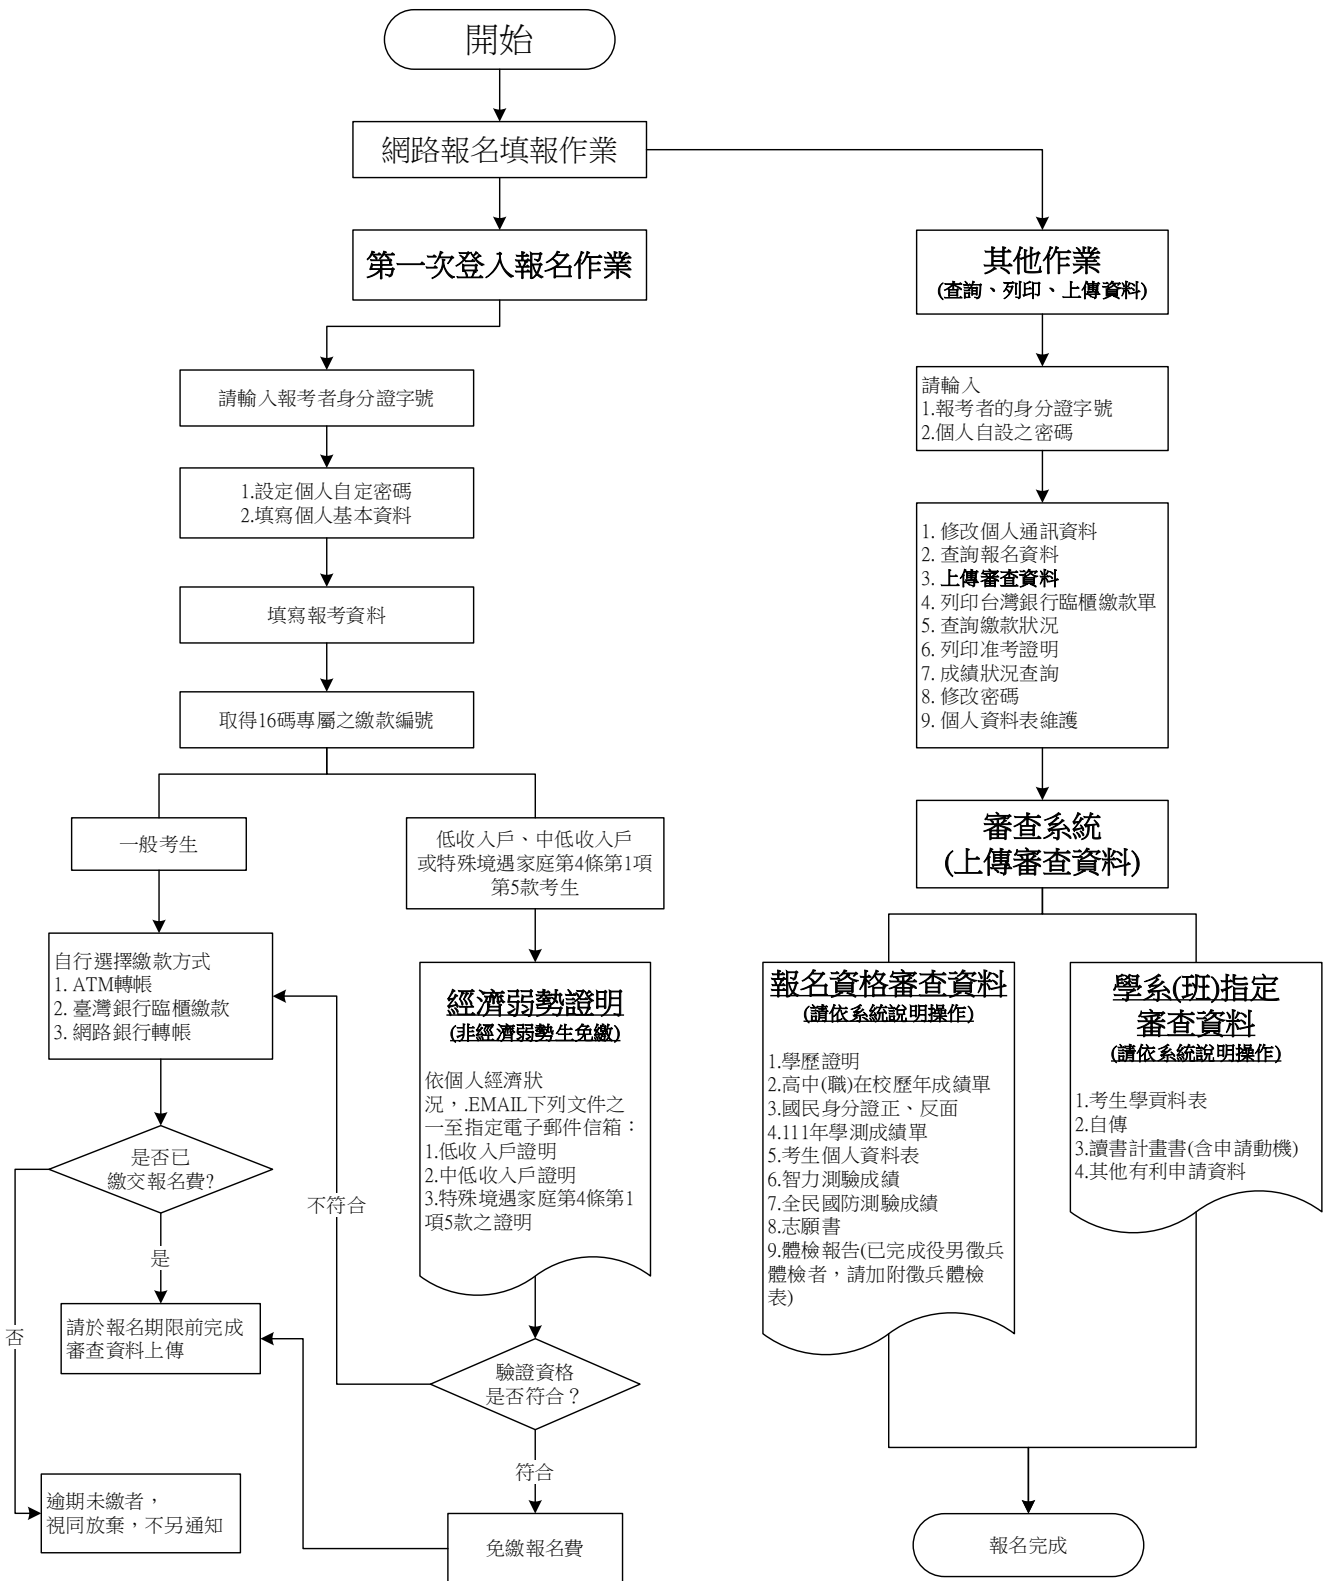 開始
網路報名填報作業
第一次登入報名作業
請輸入報考者身分證字號
1.設定個人自定密碼
2.填寫個人基本資料
填寫報考資料
取得16碼專屬之繳款編號
一般考生
低收入戶、中低收入戶
或特殊境遇家庭第4條第1項
第5款考生
自行選擇繳款方式
1. ATM轉帳
2. 臺灣銀行臨櫃繳款
3. 網路銀行轉帳
經濟弱勢證明
(非經濟弱勢生免繳)
依個人經濟狀
況，.EMAIL下列文件之
一至指定電子郵件信箱：
1.低收入戶證明
2.中低收入戶證明
3.特殊境遇家庭第4條第1
項5款之證明
是否已
繳交報名費?
不符合
是
否
請於報名期限前完成
審查資料上傳
驗證資格
是否符合？
符合
逾期未繳者，
視同放棄，不另通知
免繳報名費
其他作業
(查詢、列印、上傳資料)
請輸入
1.報考者的身分證字號
2.個人自設之密碼
1. 修改個人通訊資料
2. 查詢報名資料
3. 上傳審查資料
4. 列印台灣銀行臨櫃繳款單
5. 查詢繳款狀況
6. 列印准考證明
7. 成績狀況查詢
8. 修改密碼
9. 個人資料表維護
審查系統
(上傳審查資料)
報名資格審查資料
(請依系統說明操作)
1.學歷證明
2.高中(職)在校歷年成績單
3.國民身分證正、反面
4.111年學測成績單
5.考生個人資料表
6.智力測驗成績
7.全民國防測驗成績
8.志願書
9.體檢報告(已完成役男徵兵
體檢者，請加附徵兵體檢
表)
學系(班)指定
審查資料
(請依系統說明操作)
1.考生學貢料表
2.自傳
3.讀書計畫書(含申請動機)
4.其他有利申請資料
報名完成